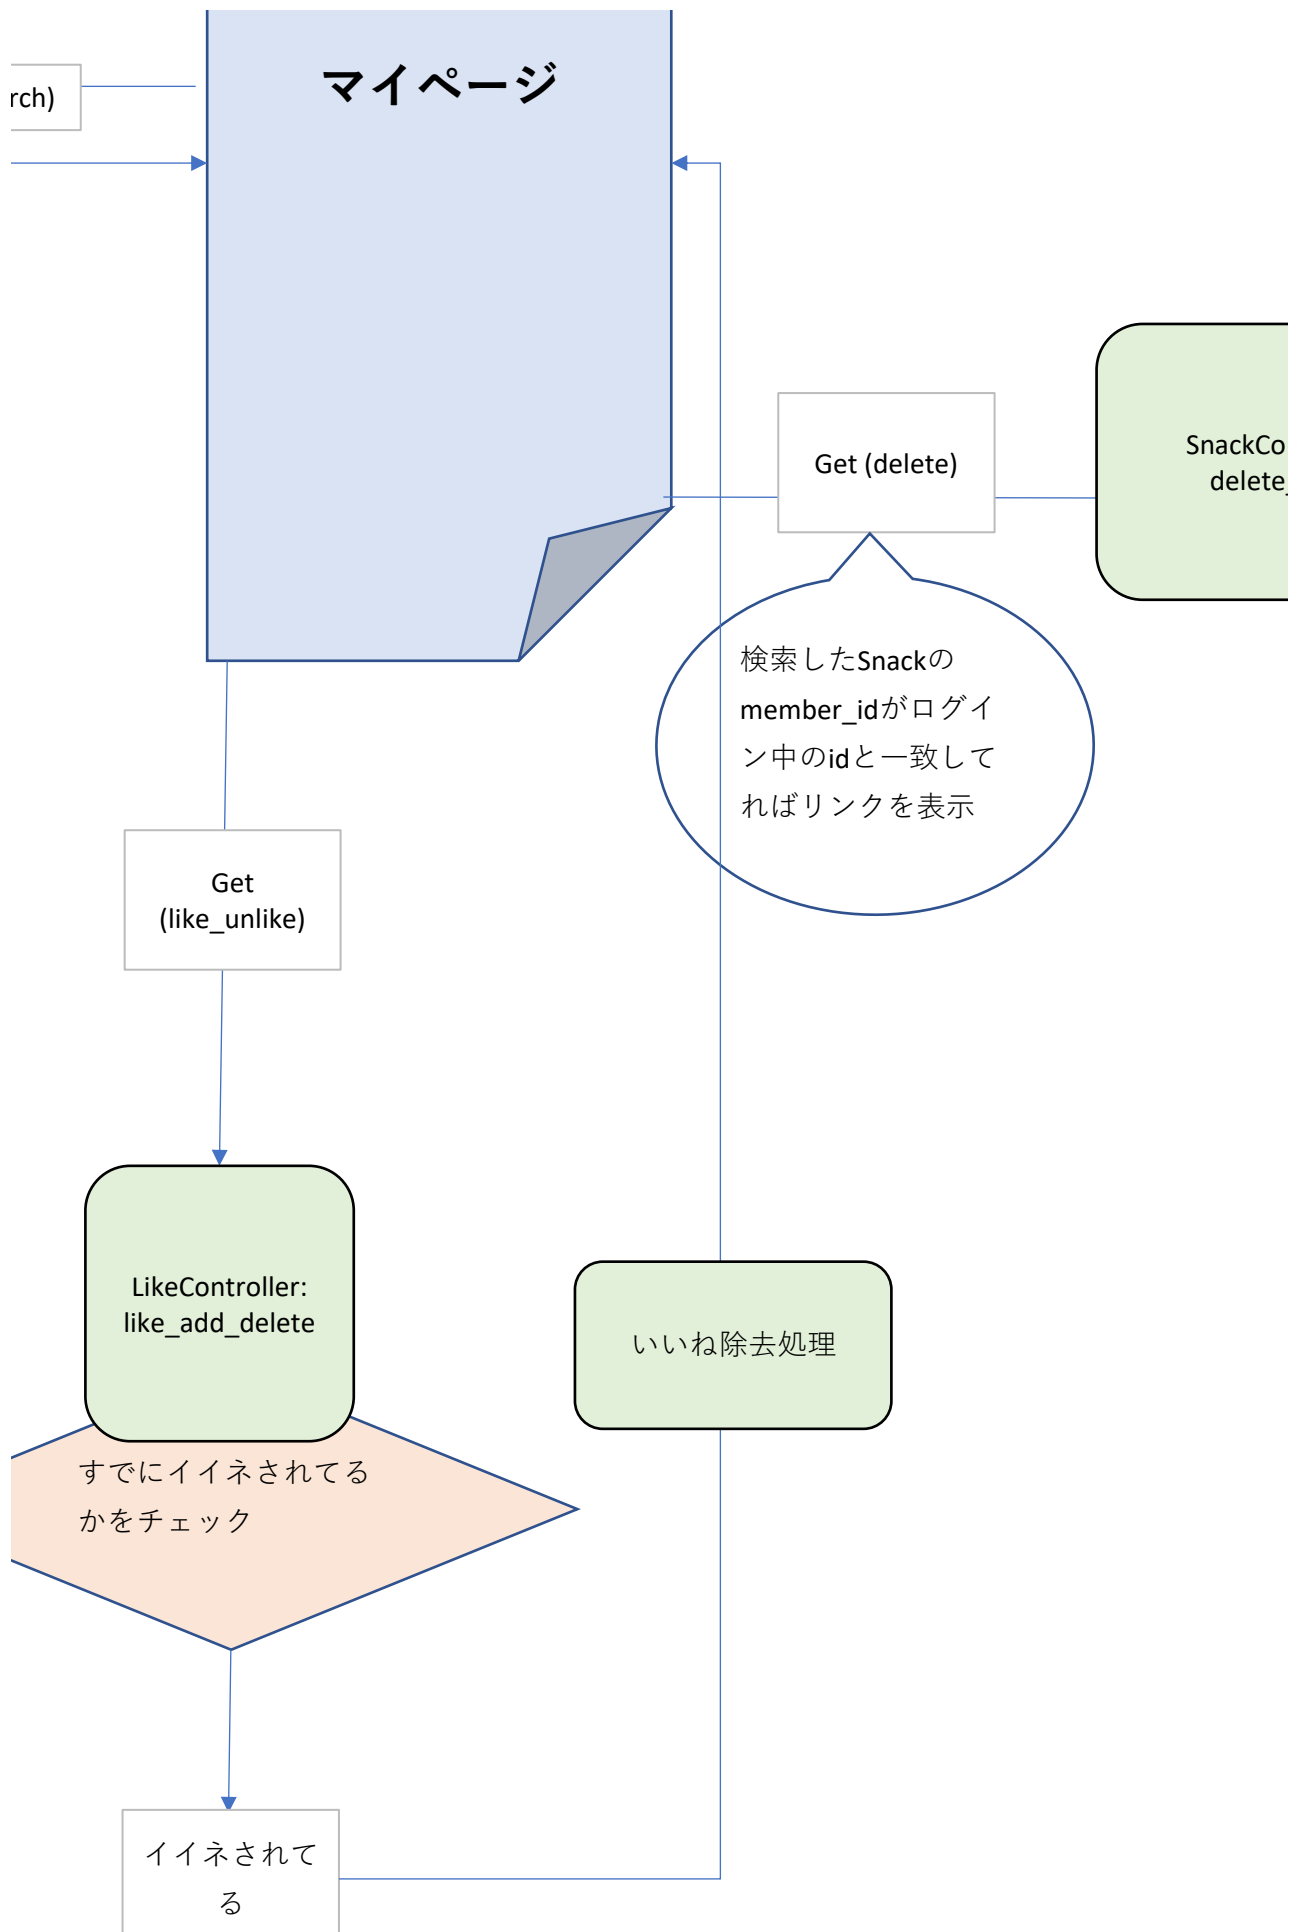 マイページ
rch)
Get (delete)
SnackCo
delete_
検索したSnackの
member_idがログイ
ン中のidと一致して
ればリンクを表示
Get
(like_unlike)
LikeController:
like_add_delete
いいね除去処理
すでにイイネされてる
かをチェック
イイネされて
る